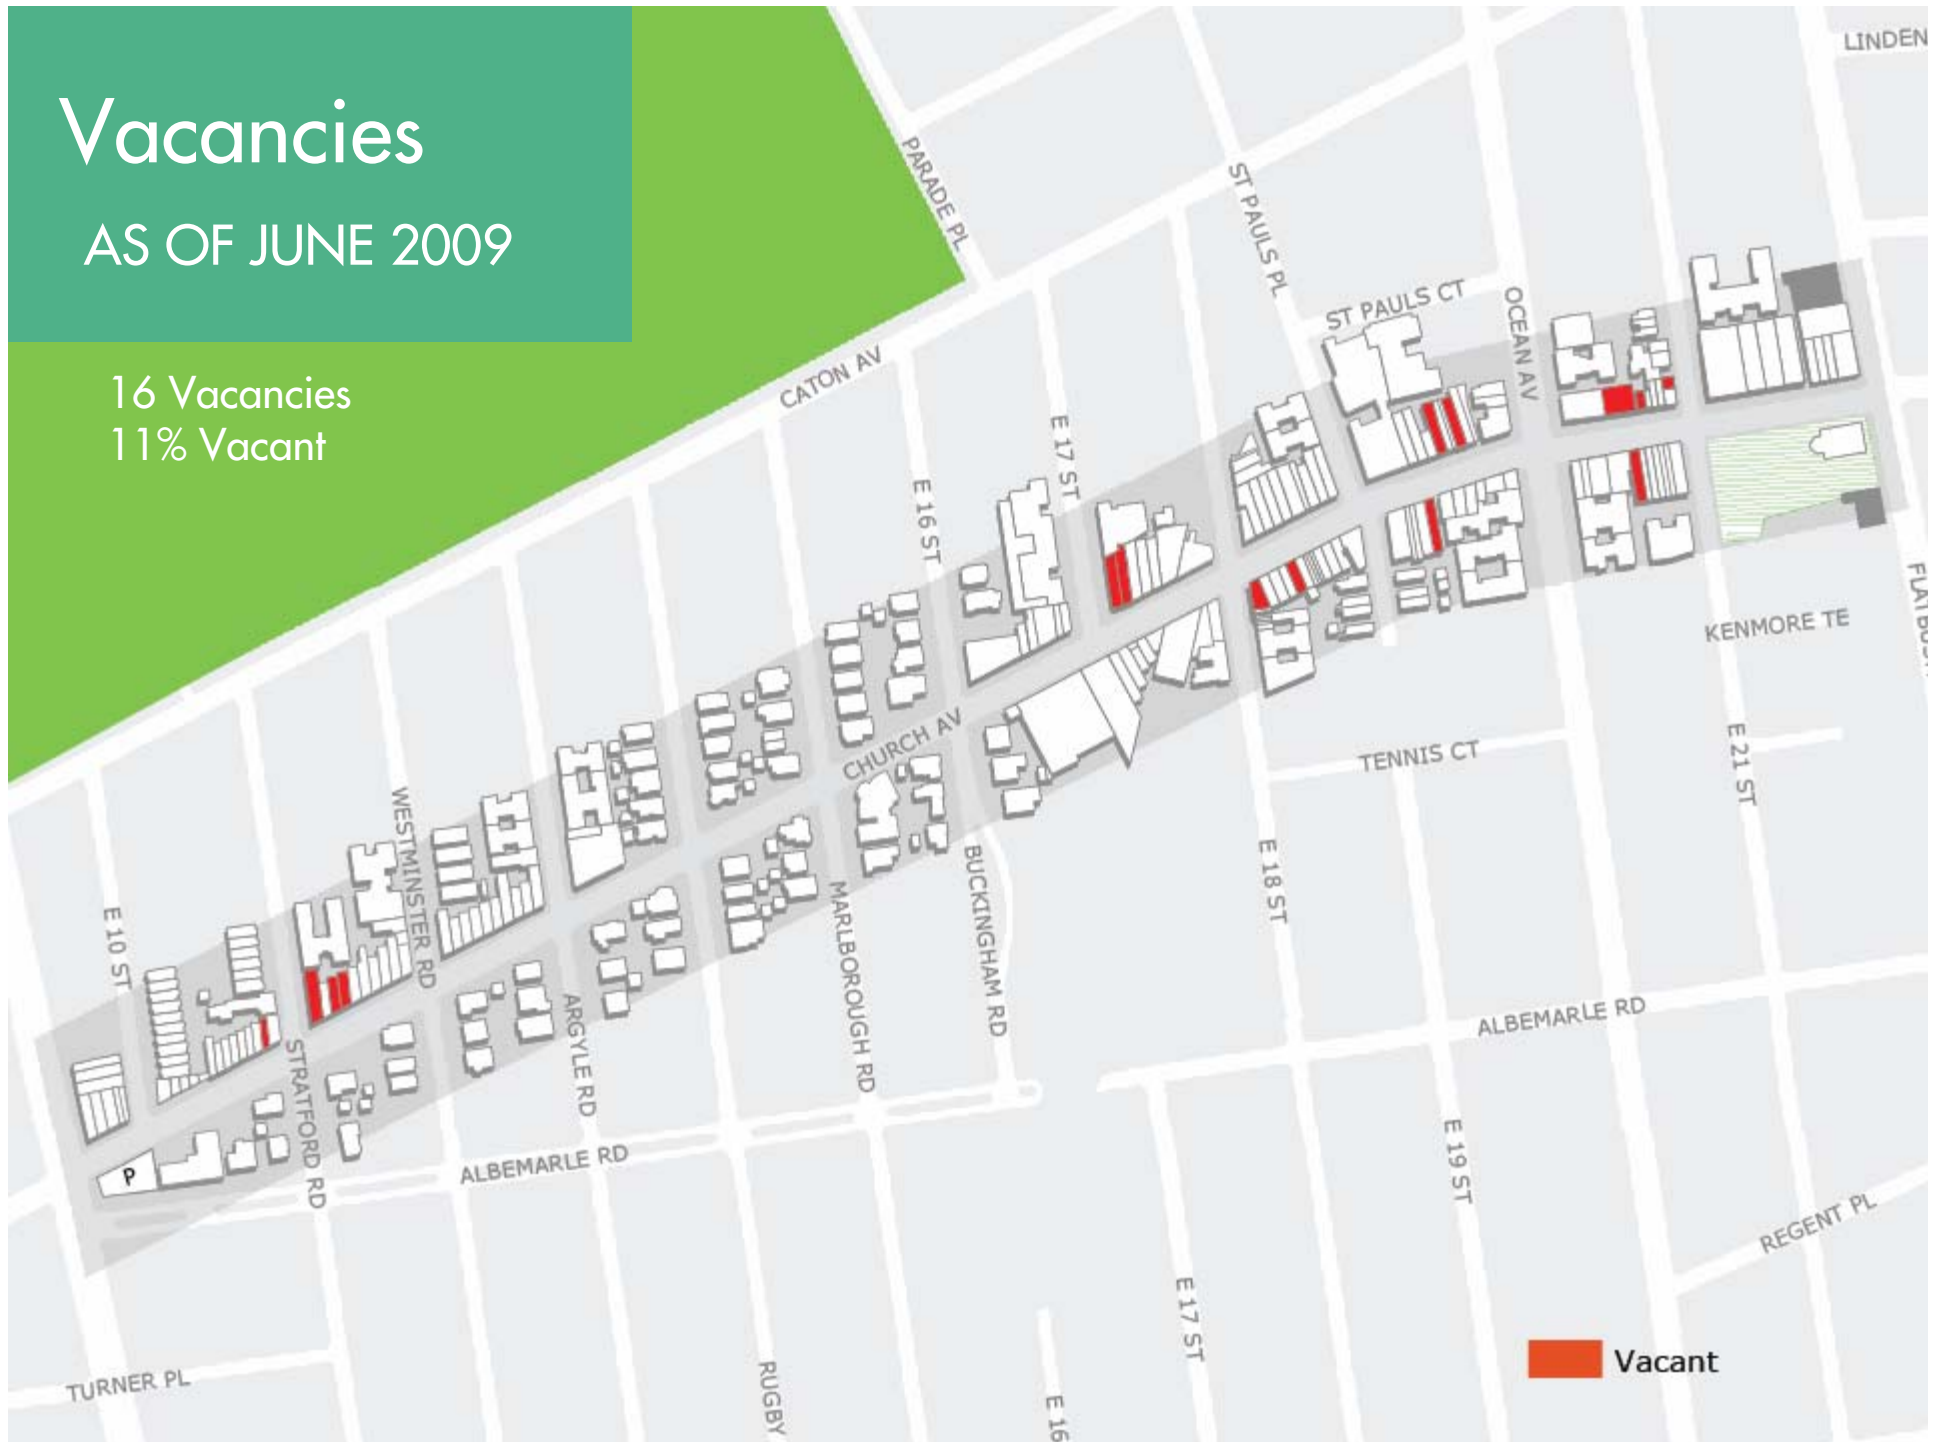 Vacancies
AS OF JUNE 2009
16 Vacancies
11% Vacant
LINDEN
PARADE PL
ST PAULS PL
ST PAULS CT
OCEAN AV
CATON AV
E 17 ST
E 16 ST
KENMORE TE
CHURCH AV
TENNIS CT
E 21 ST
WESTMINSTER RD
E 18 ST
BUCKINGHAM RD
MARLBOROUGH RD
E 10 ST
ARGYLE RD
STRATFORD RD
ALBEMARLE RD
P
ALBEMARLE RD
E 19 ST
REGENT PL
E 17 ST
TURNER PL
RUGBY
E 16
Vacant